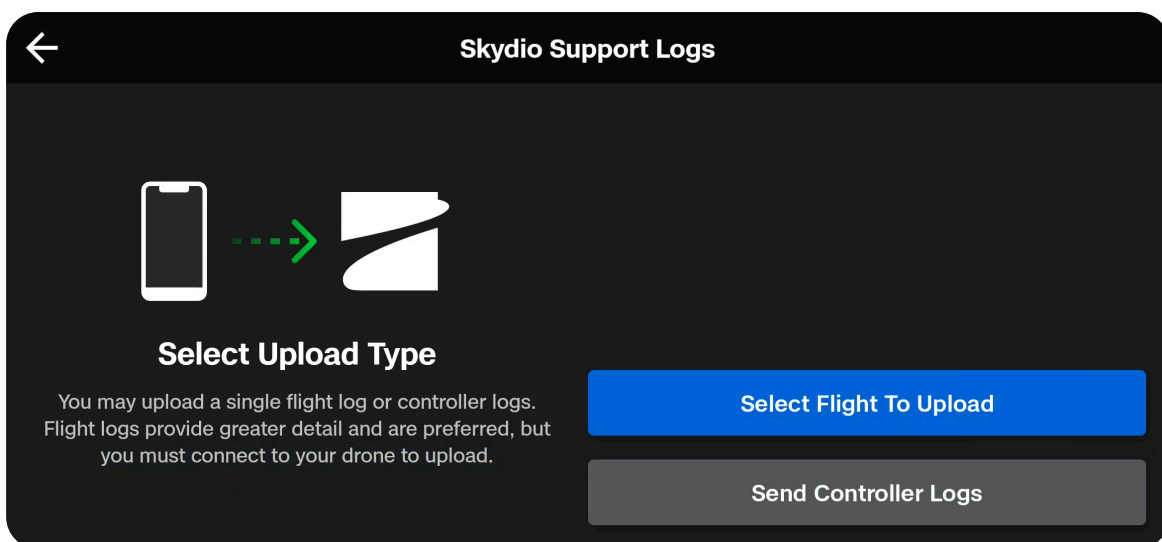 Skydio Support Logs
Select Upload Type
You may upload a single flight log or controller logs.
Flight logs provide greater detail and are preferred, but
you must connect to your drone to upload.
Select Flight To Upload
Send Controller Logs